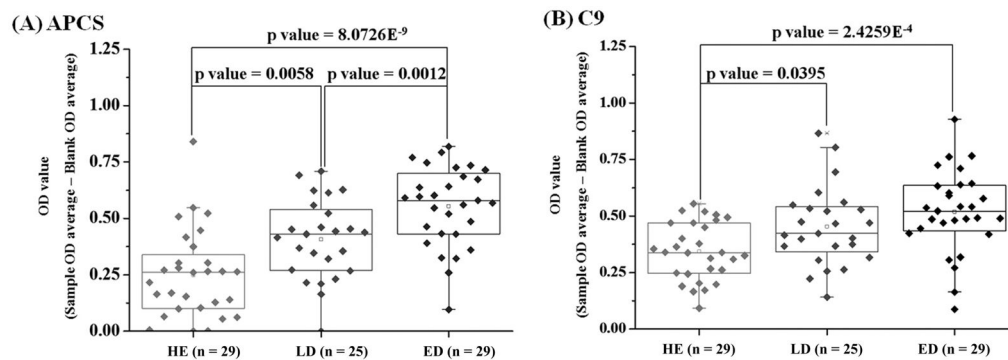 (A) APCS
p value = 8.0726E-9
p value = 0.0058
p value = 0.0012
OD value
(Sample OD average – Blank OD average)
1.25
1.00
0.75
0.50
0.25
0.00
HE (n = 29)
LD (n = 25)
ED (n = 29)
(B) C9
p value = 2.4259E-4
p value = 0.0395
OD value
(Sample OD average – Blank OD average)
1.25
1.00
0.75
0.50
0.25
0.00
HE (n = 29)
LD (n = 25)
ED (n = 29)